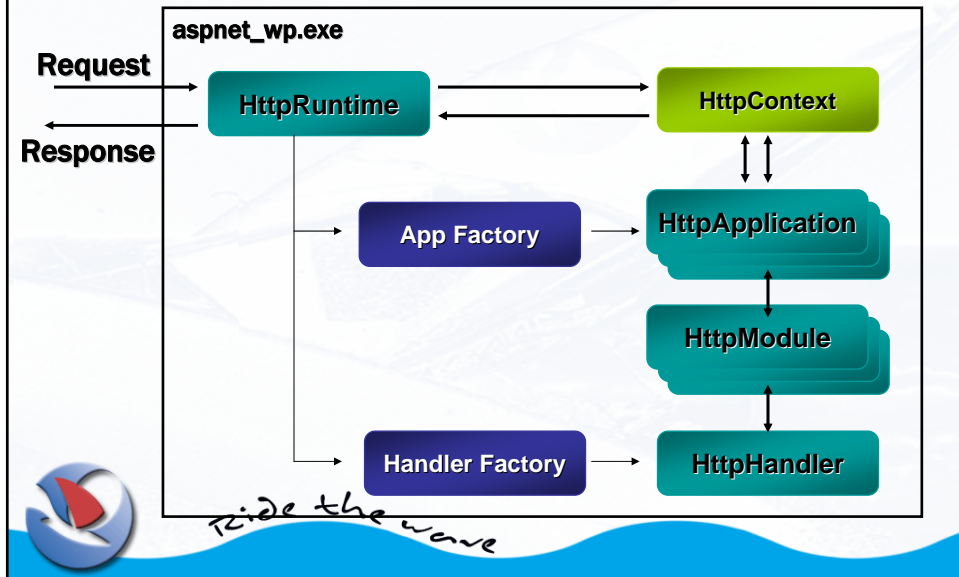 aspnet_wp.exe
Request
HttpRuntime
HttpContext
Response
App Factory
HttpApplication
HttpModule
Handler Factory
HttpHandler
Ride the wave